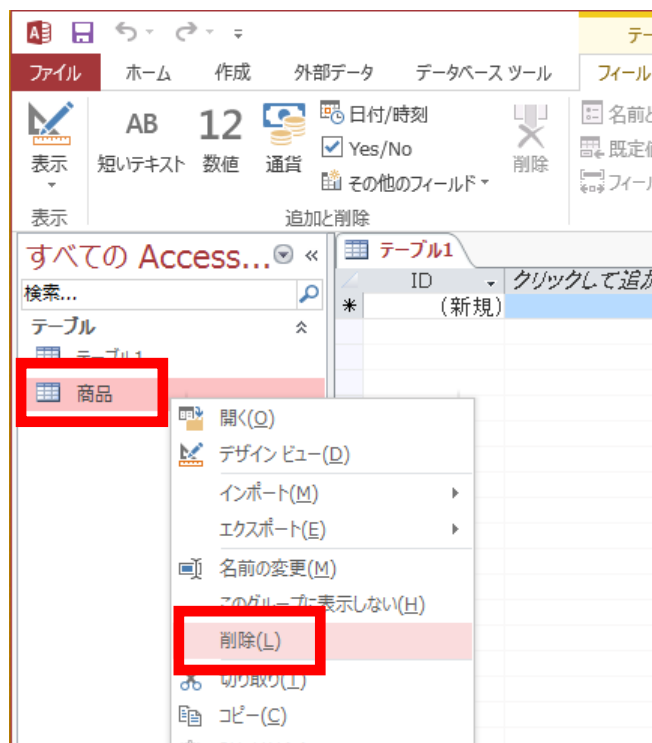 テー
ファイル ホーム 作成 外部データ データベース ツール フィール
表示
AB
短いテキスト
12
数値
通貨
日付/時刻
Yes/No
その他のフィールド
削除
名前と
既定値
フィール
表示 追加と削除
すべての Access... «
検索...
テーブル
テーブル1
商品
テーブル1
ID クリックして追加
(新規)
開く(O)
デザイン ビュー(D)
インポート(M)
エクスポート(E)
名前の変更(M)
このグループに表示しない(H)
削除(L)
切り取り(T)
コピー(C)